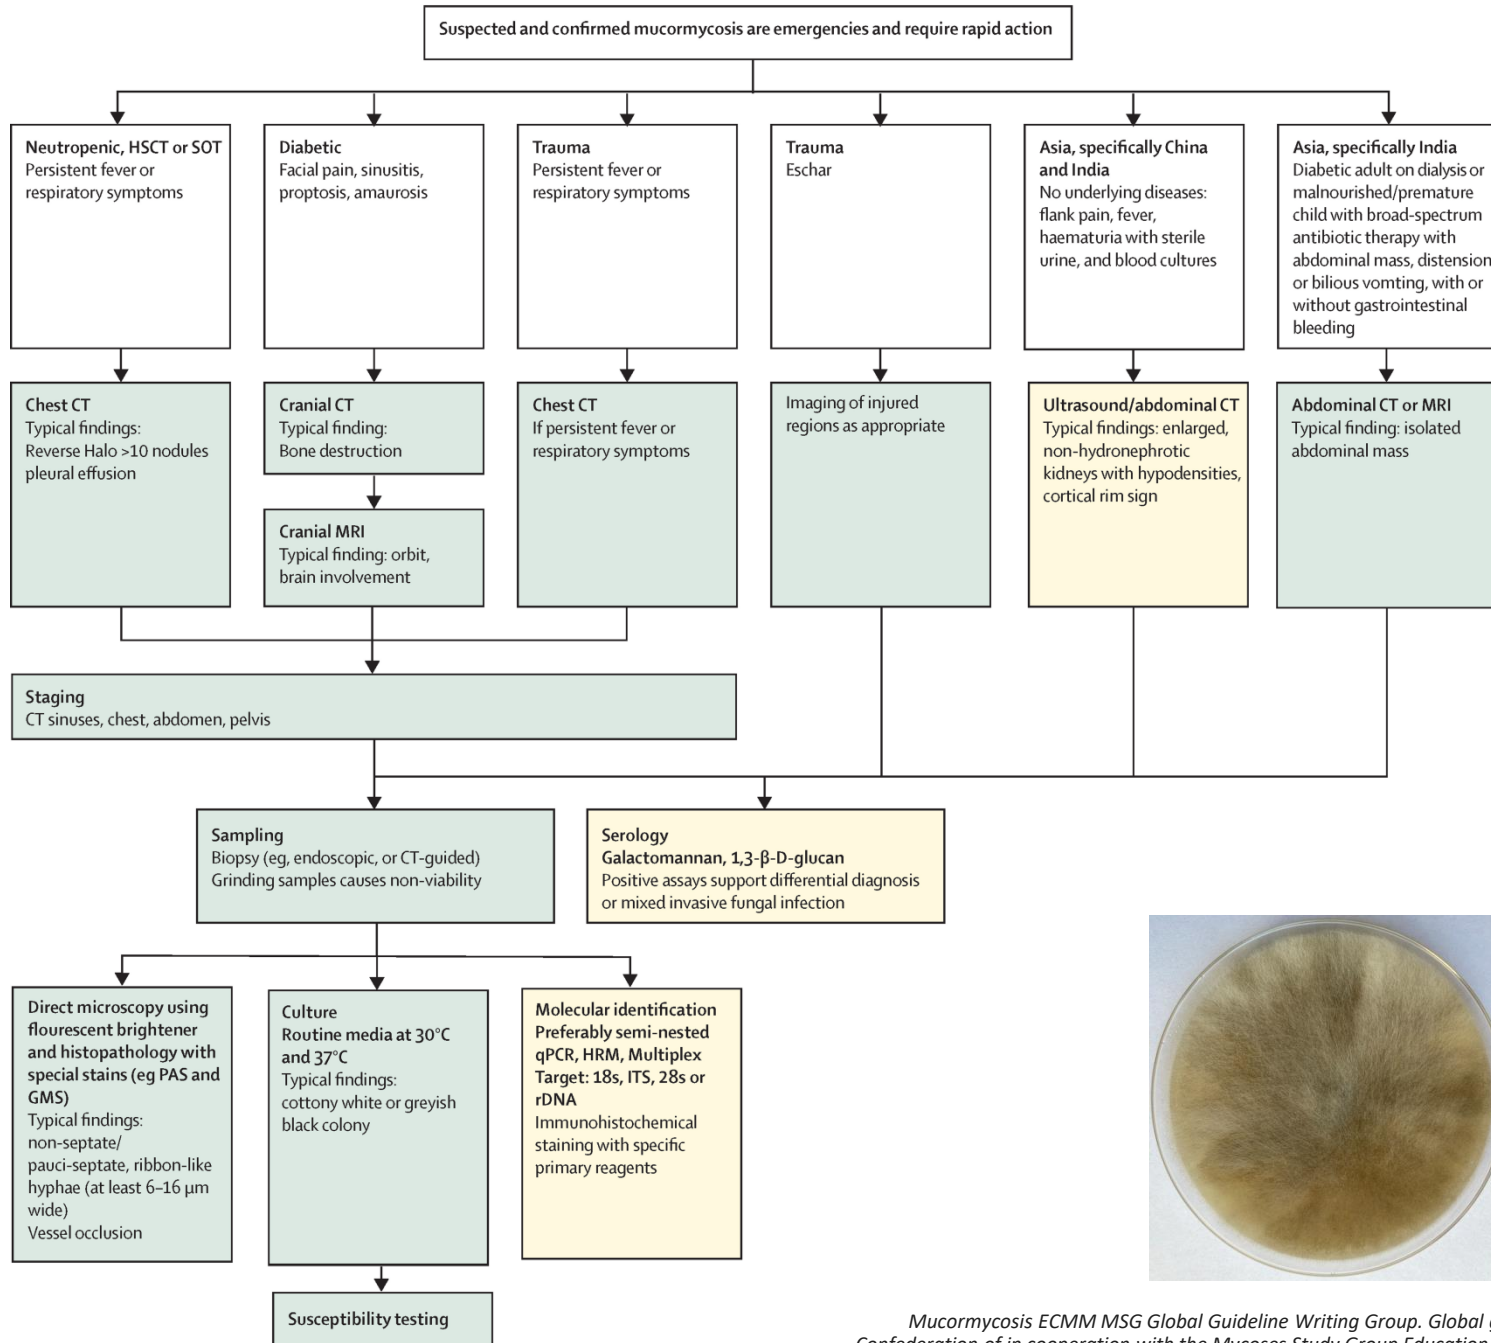 Suspected and confirmed mucormycosis are emergencies and require rapid action
Neutropenic, HSCT or SOT
Persistent fever or
respiratory symptoms
Diabetic
Facial pain, sinusitis,
proptosis, amaurosis
Trauma
Persistent fever or
respiratory symptoms
Trauma
Eschar
Asia, specifically China
and India
No underlying diseases:
flank pain, fever,
haematuria with sterile
urine, and blood cultures
Asia, specifically India
Diabetic adult on dialysis or
malnourished/premature
child with broad-spectrum
antibiotic therapy with
abdominal mass, distension
or bilious vomting, with or
without gastrointestinal
bleeding
Chest CT
Typical findings:
Reverse Halo >10 nodules
pleural effusion
Cranial CT
Typical finding:
Bone destruction
Cranial MRI
Typical finding: orbit,
brain involvement
Chest CT
If persistent fever or
respiratory symptoms
Imaging of injured
regions as appropriate
Ultrasound/abdominal CT
Typical findings: enlarged,
non-hydronephrotic
kidneys with hypodensities,
cortical rim sign
Abdominal CT or MRI
Typical finding: isolated
abdominal mass
Staging
CT sinuses, chest, abdomen, pelvis
Sampling
Biopsy (eg, endoscopic, or CT-guided)
Grinding samples causes non-viability
Serology
Galactomannan, 1,3-β-D-glucan
Positive assays support differential diagnosis
or mixed invasive fungal infection
Direct microscopy using
flourescent brightener
and histopathology with
special stains (eg PAS and
GMS)
Typical findings:
non-septate/
pauci-septate, ribbon-like
hyphae (at least 6–16 μm
wide)
Vessel occlusion
Culture
Routine media at 30°C
and 37°C
Typical findings:
cottony white or greyish
black colony
Molecular identification
Preferably semi-nested
qPCR, HRM, Multiplex
Target: 18s, ITS, 28s or
rDNA
Immunohistochemical
staining with specific
primary reagents
Susceptibility testing
Mucormycosis ECMM MSG Global Guideline Writing Group. Global
Confederation of in cooperation with the Mycoses Study Group Education